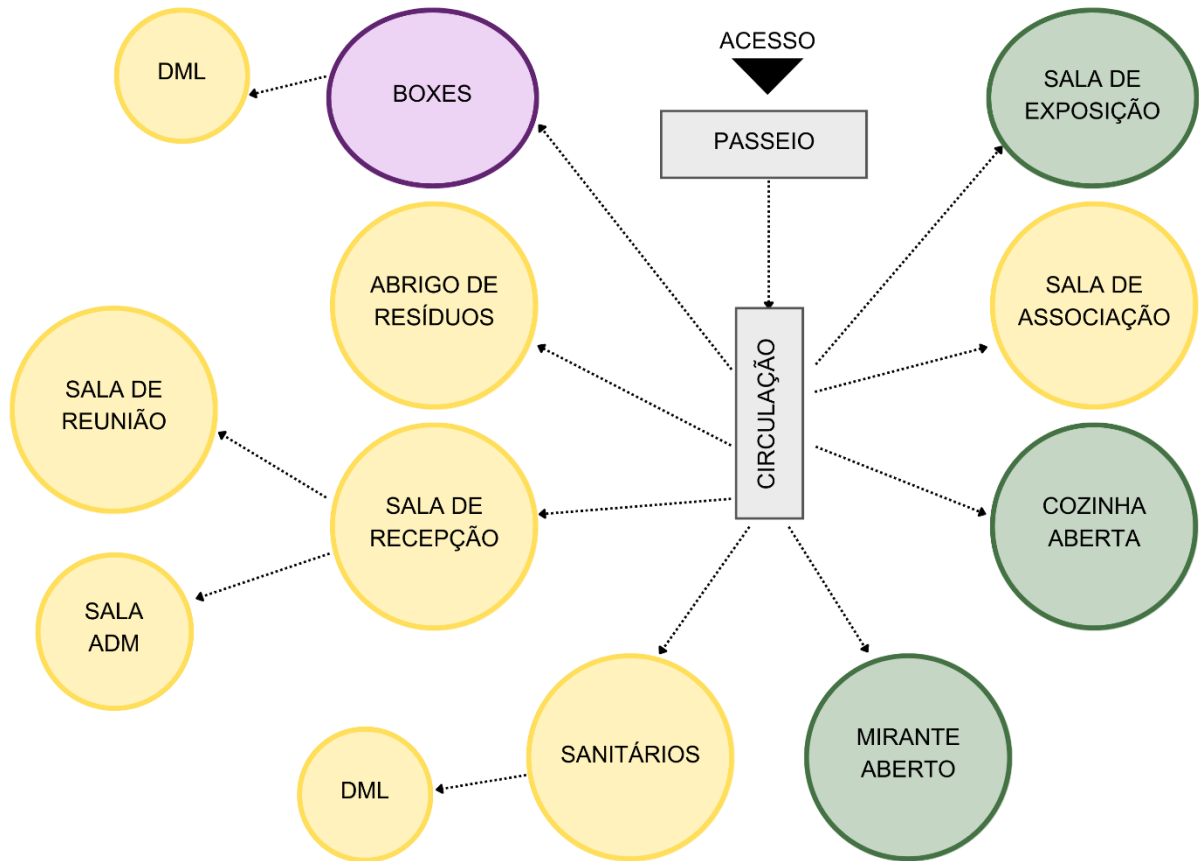 ACESSO
DML
BOXES
PASSEIO
SALA DE
EXPOSIÇÃO
ABRIGO DE
RESÍDUOS
SALA DE
ASSOCIAÇÃO
CIRCULAÇÃO
SALA DE
REUNIÃO
SALA DE
RECEPÇÃO
COZINHA
ABERTA
SALA
ADM
SANITÁRIOS
MIRANTE
ABERTO
DML